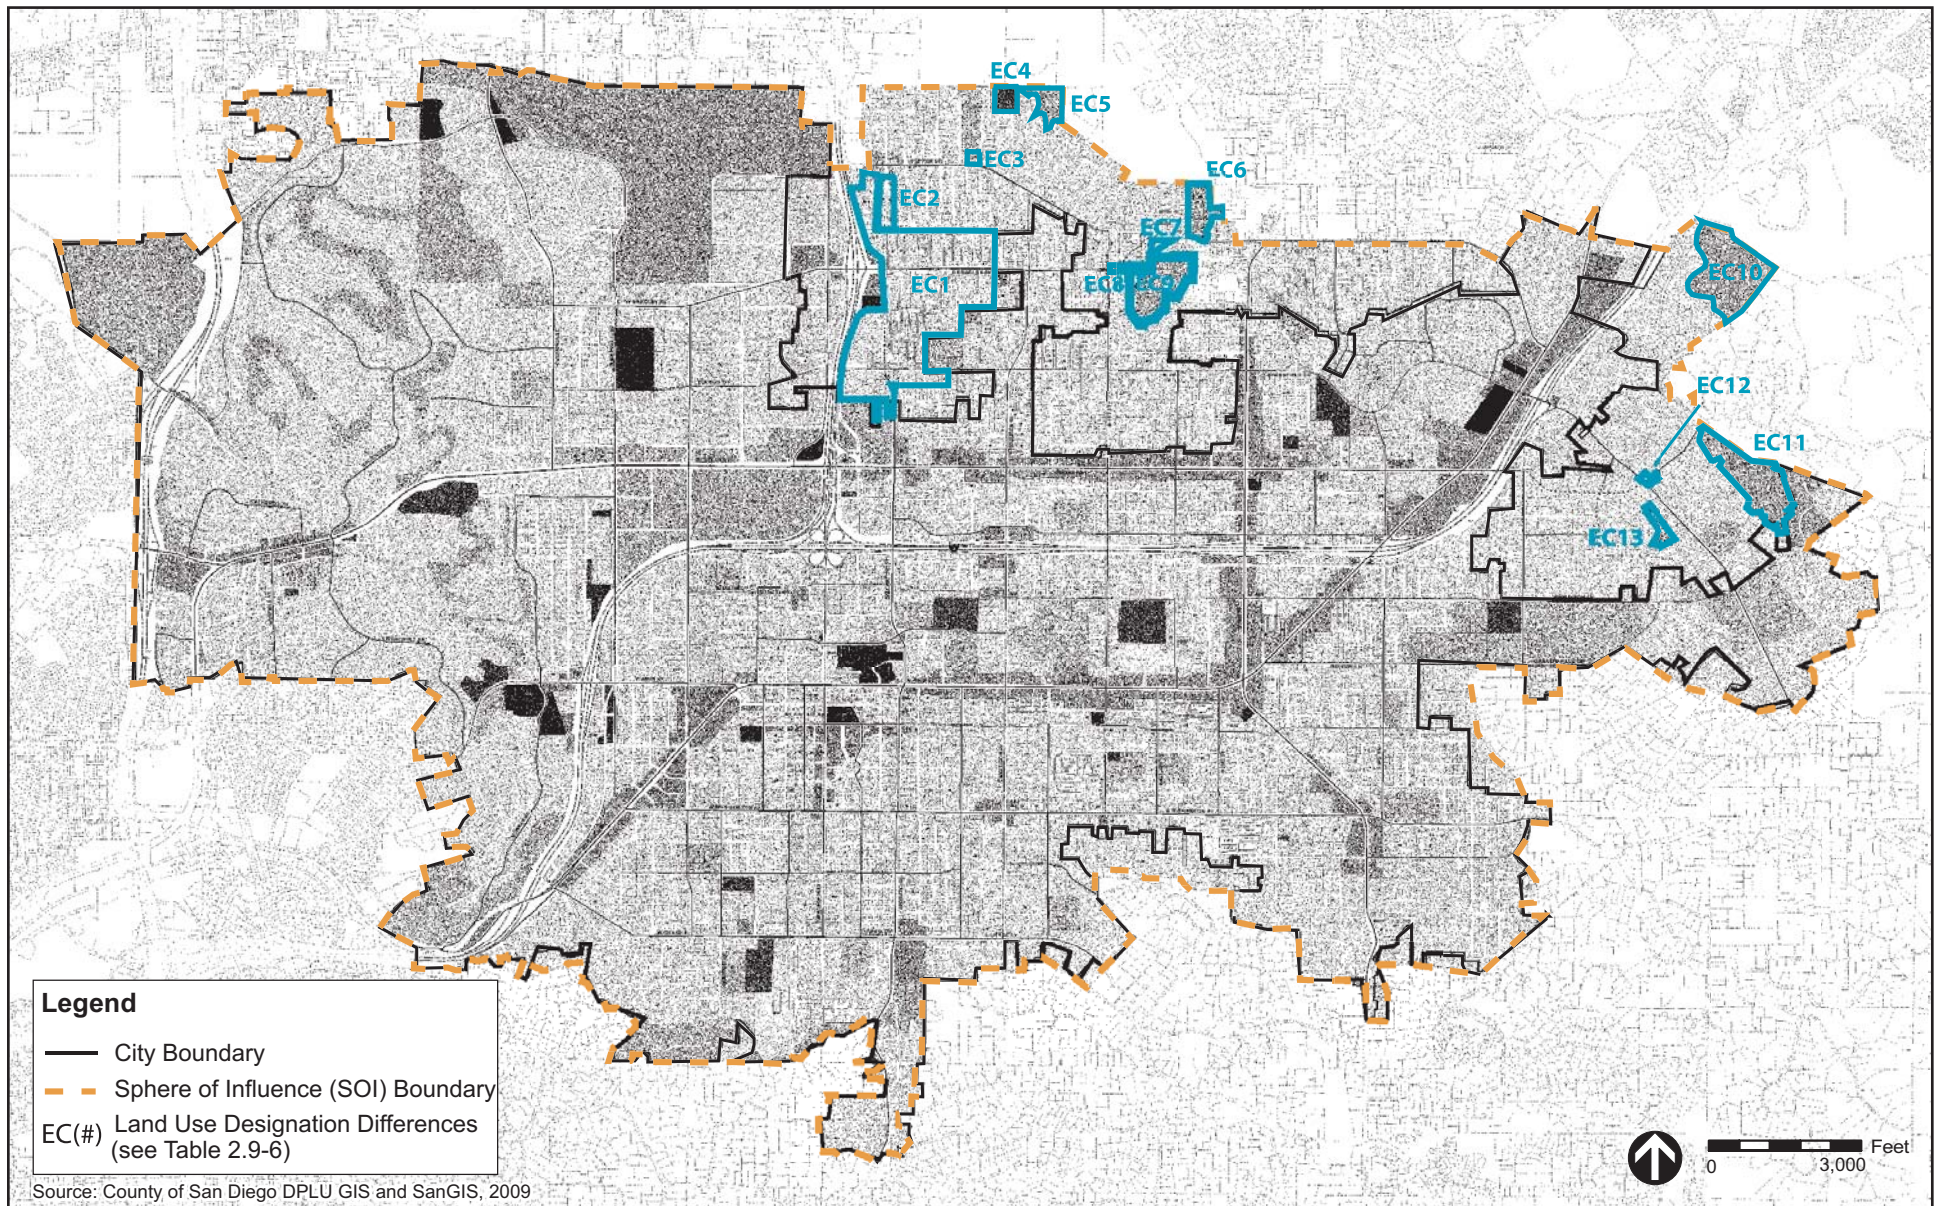 EC4
EC5
EC3
EC6
EC2
EC7
EC1
EC8
EC9
EC10
EC12
EC11
EC13
Legend
City Boundary
Sphere of Influence (SOI) Boundary
EC(#) Land Use Designation Differences
(see Table 2.9-6)
Source: County of San Diego DPLU GIS and SanGIS, 2009
Feet
0 3,000